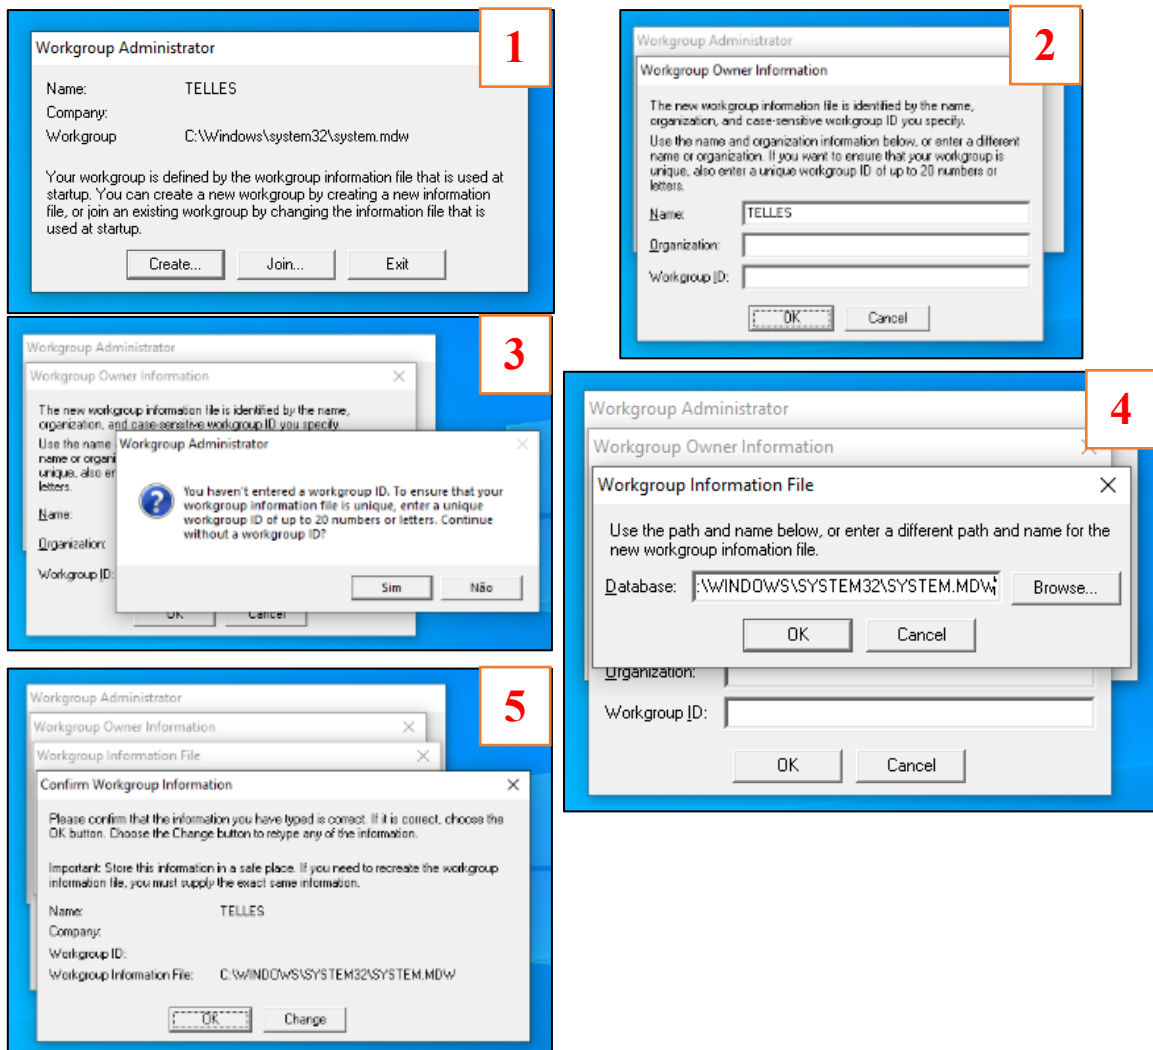 1
Workgroup Administrator
Name: TELLES
Company:
Workgroup C:\Windows\system32\system.mdw
Your workgroup is defined by the workgroup information file that is used at
startup. You can create a new workgroup by creating a new information
file, or join an existing workgroup by changing the information file that is
used at startup.
Create... Join... Exit
2
Workgroup Administrator
Workgroup Owner Information
The new workgroup information file is identified by the name,
organization, and case-sensitive workgroup ID you specify.
Use the name and organization information below, or enter a different
name or organization. If you want to ensure that your workgroup is
unique, also enter a unique workgroup ID of up to 20 numbers or
letters.
Name: TELLES
Organization:
Workgroup ID:
OK Cancel
3
Workgroup Administrator
Workgroup Owner Information
The new workgroup information file is identified by the name,
organization, and case-sensitive workgroup ID you specify.
Use the name
name or organi
unique, also er
letters.
Name:
Organization:
Workgroup ID:
OK Cancel
Workgroup Administrator
You haven't entered a workgroup ID. To ensure that your
workgroup information file is unique, enter a unique
workgroup ID of up to 20 numbers or letters. Continue
without a workgroup ID?
Sim Não
4
Workgroup Administrator
Workgroup Owner Information
Workgroup Information File
Use the path and name below, or enter a different path and name for the
new workgroup infomation file.
Database: :\WINDOWS\SYSTEM32\SYSTEM.MDW Browse...
OK Cancel
Organization:
Workgroup ID:
OK Cancel
5
Workgroup Administrator
Workgroup Owner Information
Workgroup Information File
Confirm Workgroup Information
Please confirm that the information you have typed is correct. If it is correct, choose the
OK button. Choose the Change button to retype any of the information.
Important: Store this information in a safe place. If you need to recreate the workgroup
information file, you must supply the exact same information.
Name: TELLES
Company:
Workgroup ID:
Workgroup Information File: C:\WINDOWS\SYSTEM32\SYSTEM.MDW
OK Change